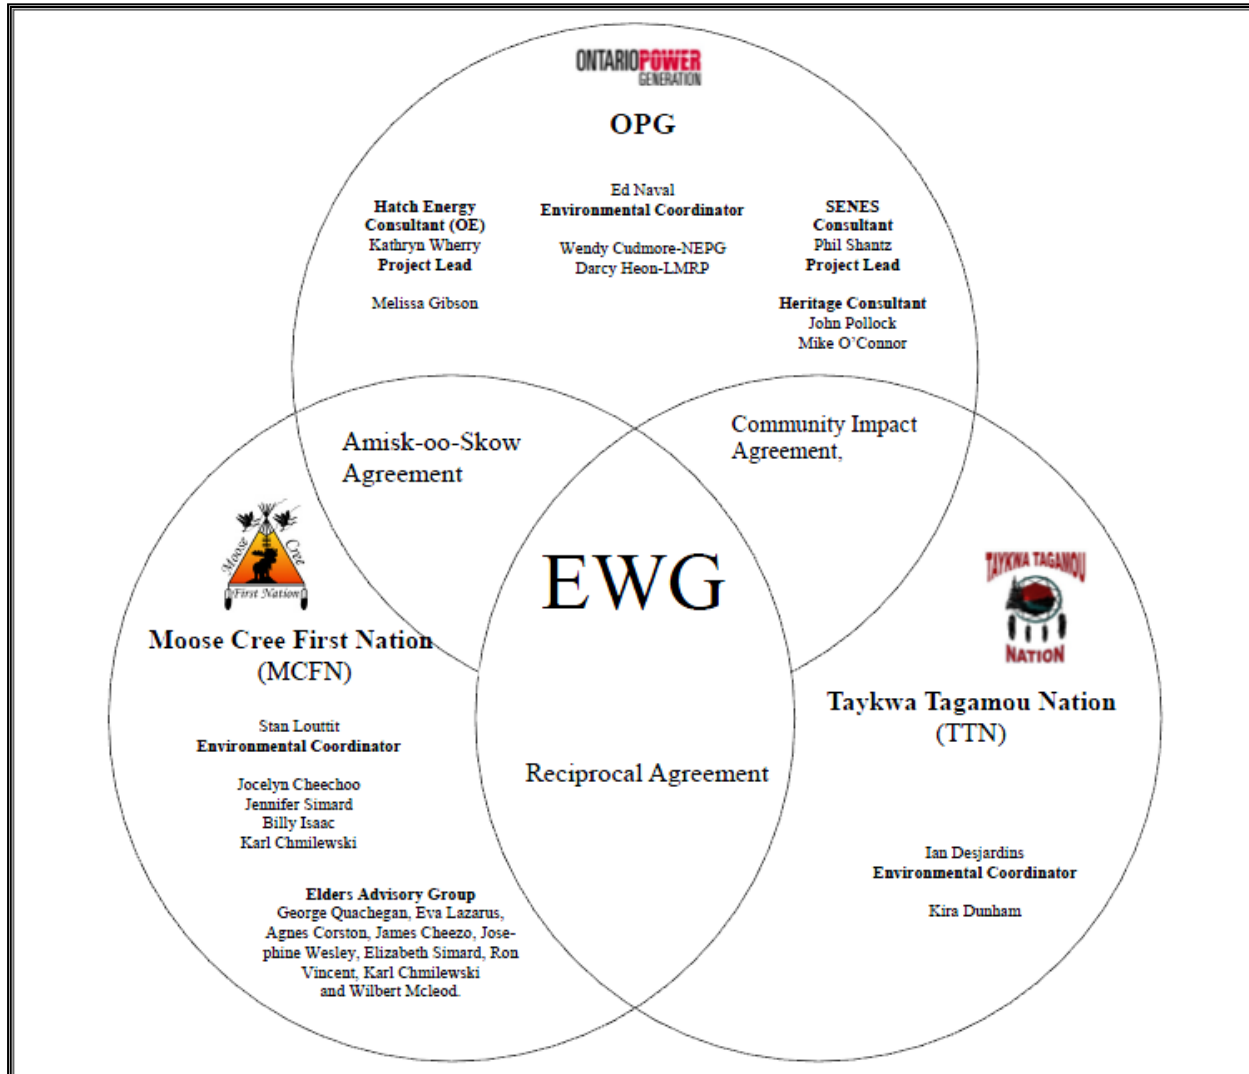 ONTARIOPOWER
GENERATION
OPG
Ed Naval
Environmental Coordinator
Wendy Cudmore-NEPG
Darcy Heon-LMRP
Hatch Energy
Consultant (OE)
Kathryn Wherry
Project Lead
Melissa Gibson
SENES
Consultant
Phil Shantz
Project Lead
Heritage Consultant
John Pollock
Mike O'Connor
Amisk-oo-Skow
Agreement
Community Impact
Agreement,
EWG
Reciprocal Agreement
Moose Cree
First Nation
Moose Cree First Nation
(MCFN)
Stan Louttit
Environmental Coordinator
Jocelyn Cheechoo
Jennifer Simard
Billy Isaac
Karl Chmilewski
Elders Advisory Group
George Quachegan, Eva Lazarus,
Agnes Corston, James Cheezo, Jose-
phine Wesley, Elizabeth Simard, Ron
Vincent, Karl Chmilewski
and Wilbert Mcleod.
TAYKWA TAGAMOU
NATION
Taykwa Tagamou Nation
(TTN)
Ian Desjardins
Environmental Coordinator
Kira Dunham